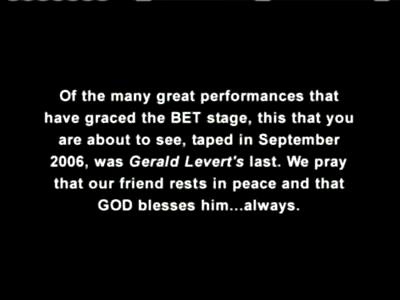 Of the many great performances that
have graced the BET stage, this that you
are about to see, taped in September
2006, was Gerald Levert's last. We pray
that our friend rests in peace and that
GOD blesses him...always.